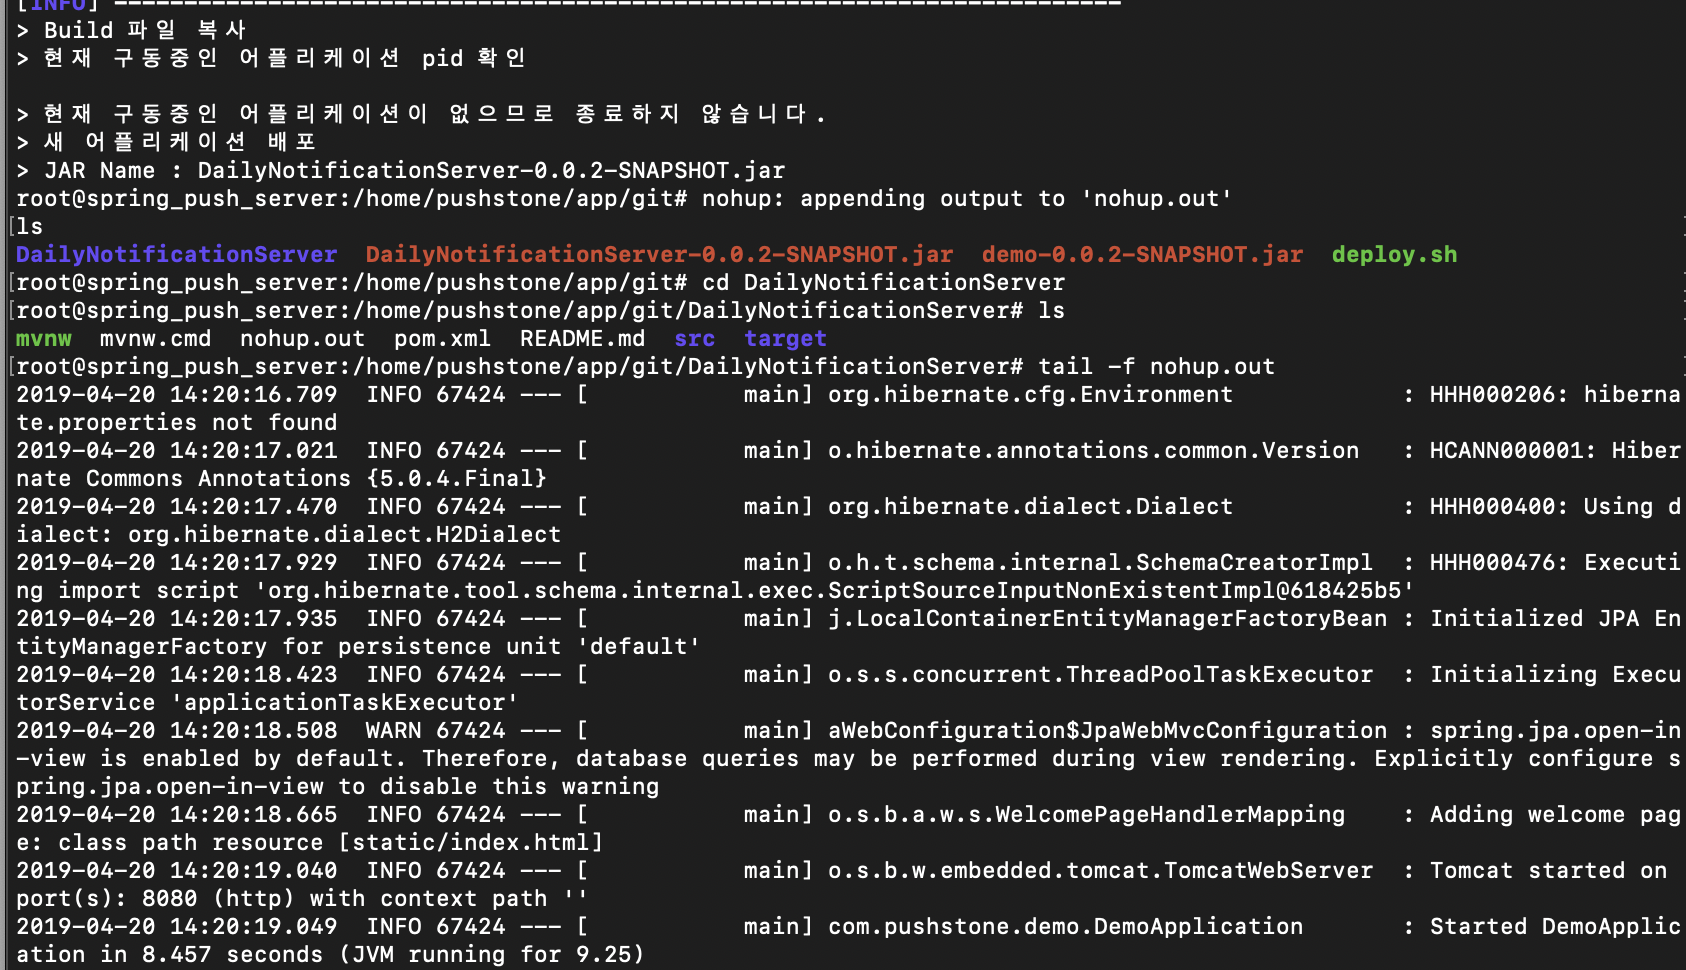 [INFO] ------------------------------------------------------------------------
> Build 파일 복사
> 현재 구동중인 어플리케이션 pid 확인
> 현재 구동중인 어플리케이션이 없으므로 종료하지 않습니다.
> 새 어플리케이션 배포
> JAR Name : DailyNotificationServer-0.0.2-SNAPSHOT.jar
root@spring_push_server:/home/pushstone/app/git# nohup: appending output to 'nohup.out'
[ls
DailyNotificationServer  DailyNotificationServer-0.0.2-SNAPSHOT.jar  demo-0.0.2-SNAPSHOT.jar  deploy.sh
[root@spring_push_server:/home/pushstone/app/git# cd DailyNotificationServer
[root@spring_push_server:/home/pushstone/app/git/DailyNotificationServer# ls
mvnw  mvnw.cmd  nohup.out  pom.xml  README.md  src  target
[root@spring_push_server:/home/pushstone/app/git/DailyNotificationServer# tail -f nohup.out
2019-04-20 14:20:16.709  INFO 67424 --- [           main] org.hibernate.cfg.Environment            : HHH000206: hiberna
te.properties not found
2019-04-20 14:20:17.021  INFO 67424 --- [           main] o.hibernate.annotations.common.Version   : HCANN000001: Hiber
nate Commons Annotations {5.0.4.Final}
2019-04-20 14:20:17.470  INFO 67424 --- [           main] org.hibernate.dialect.Dialect            : HHH000400: Using d
ialect: org.hibernate.dialect.H2Dialect
2019-04-20 14:20:17.929  INFO 67424 --- [           main] o.h.t.schema.internal.SchemaCreatorImpl  : HHH000476: Executi
ng import script 'org.hibernate.tool.schema.internal.exec.ScriptSourceInputNonExistentImpl@618425b5'
2019-04-20 14:20:17.935  INFO 67424 --- [           main] j.LocalContainerEntityManagerFactoryBean : Initialized JPA En
tityManagerFactory for persistence unit 'default'
2019-04-20 14:20:18.423  INFO 67424 --- [           main] o.s.s.concurrent.ThreadPoolTaskExecutor  : Initializing Execu
torService 'applicationTaskExecutor'
2019-04-20 14:20:18.508  WARN 67424 --- [           main] aWebConfiguration$JpaWebMvcConfiguration : spring.jpa.open-in
-view is enabled by default. Therefore, database queries may be performed during view rendering. Explicitly configure s
pring.jpa.open-in-view to disable this warning
2019-04-20 14:20:18.665  INFO 67424 --- [           main] o.s.b.a.w.s.WelcomePageHandlerMapping    : Adding welcome pag
e: class path resource [static/index.html]
2019-04-20 14:20:19.040  INFO 67424 --- [           main] o.s.b.w.embedded.tomcat.TomcatWebServer  : Tomcat started on
port(s): 8080 (http) with context path ''
2019-04-20 14:20:19.049  INFO 67424 --- [           main] com.pushstone.demo.DemoApplication       : Started DemoApplic
ation in 8.457 seconds (JVM running for 9.25)